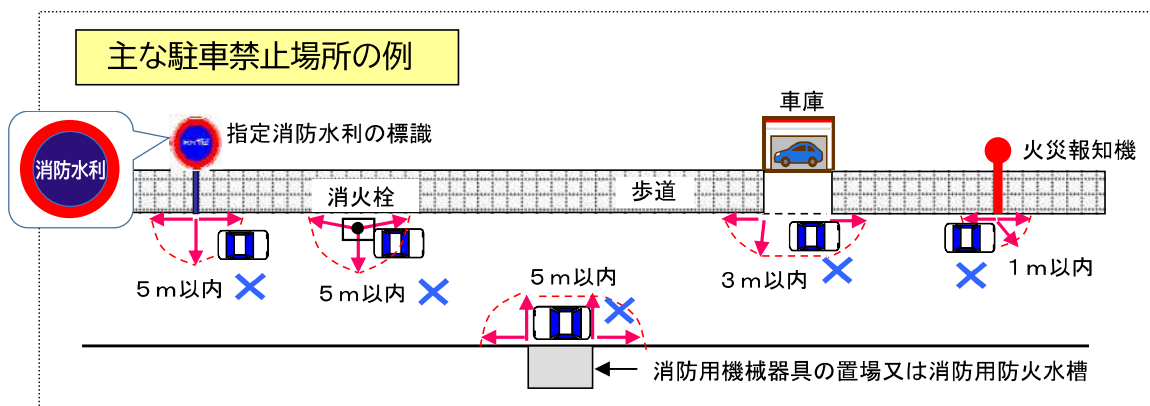 主な駐車禁止場所の例
車庫
消防水利
指定消防水利の標識
火災報知機
消火栓
歩道
５ｍ以内
５ｍ以内
５ｍ以内
３ｍ以内
１ｍ以内
消防用機械器具の置場又は消防用防火水槽